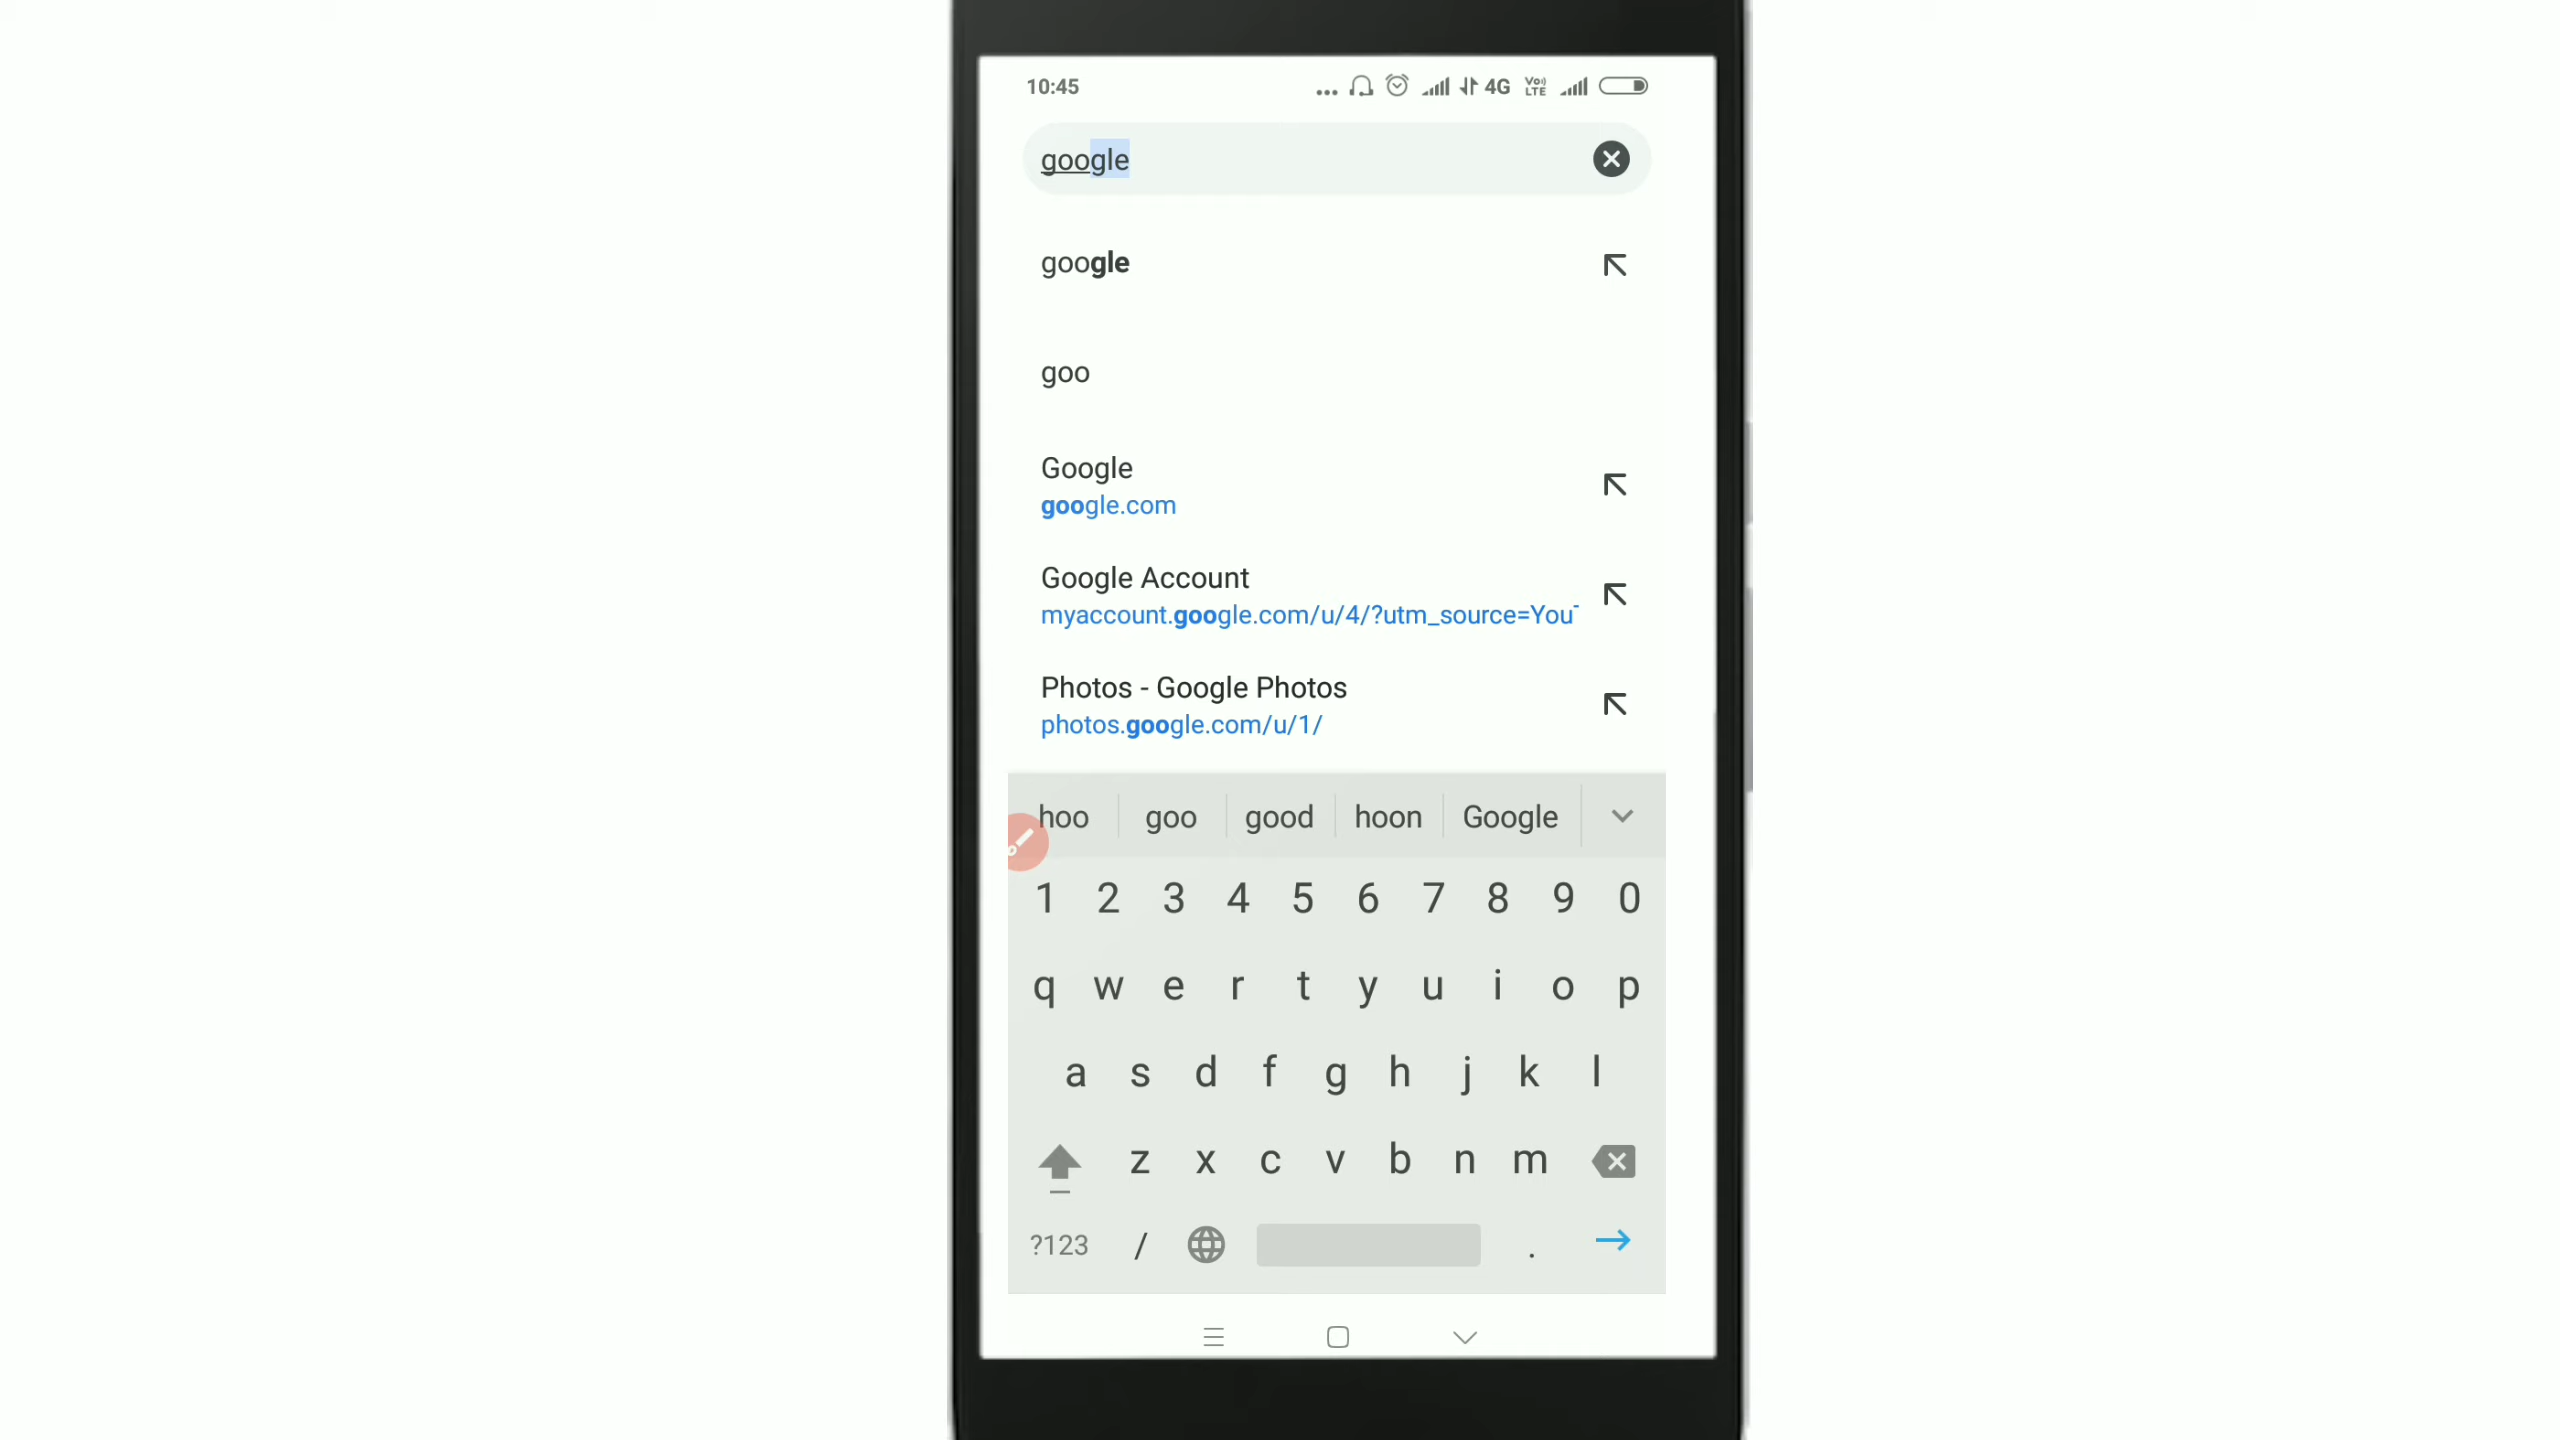 10:45 ... 4G Vo)) LTE
google
google
goo
Google
google.com
Google Account
myaccount.google.com/u/4/?utm_source=You
Photos - Google Photos
photos.google.com/u/1/
hoo goo good hoon Google
1 2 3 4 5 6 7 8 9 0
q w e r t y u i o p
a s d f g h j k l
z x c v b n m
?123 / .